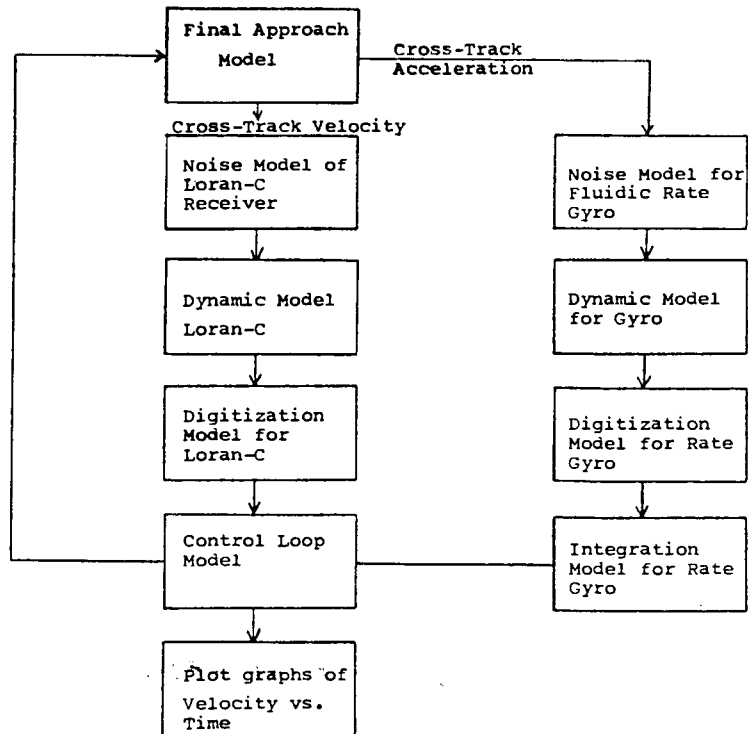 Final Approach
Model
Cross-Track
Acceleration
Cross-Track Velocity
Noise Model of
Loran-C
Receiver
Noise Model for
Fluidic Rate
Gyro
Dynamic Model
Loran-C
Dynamic Model
for Gyro
Digitization
Model for
Loran-C
Digitization
Model for Rate
Gyro
Control Loop
Model
Integration
Model for Rate
Gyro
Plot graphs of
Velocity vs.
Time